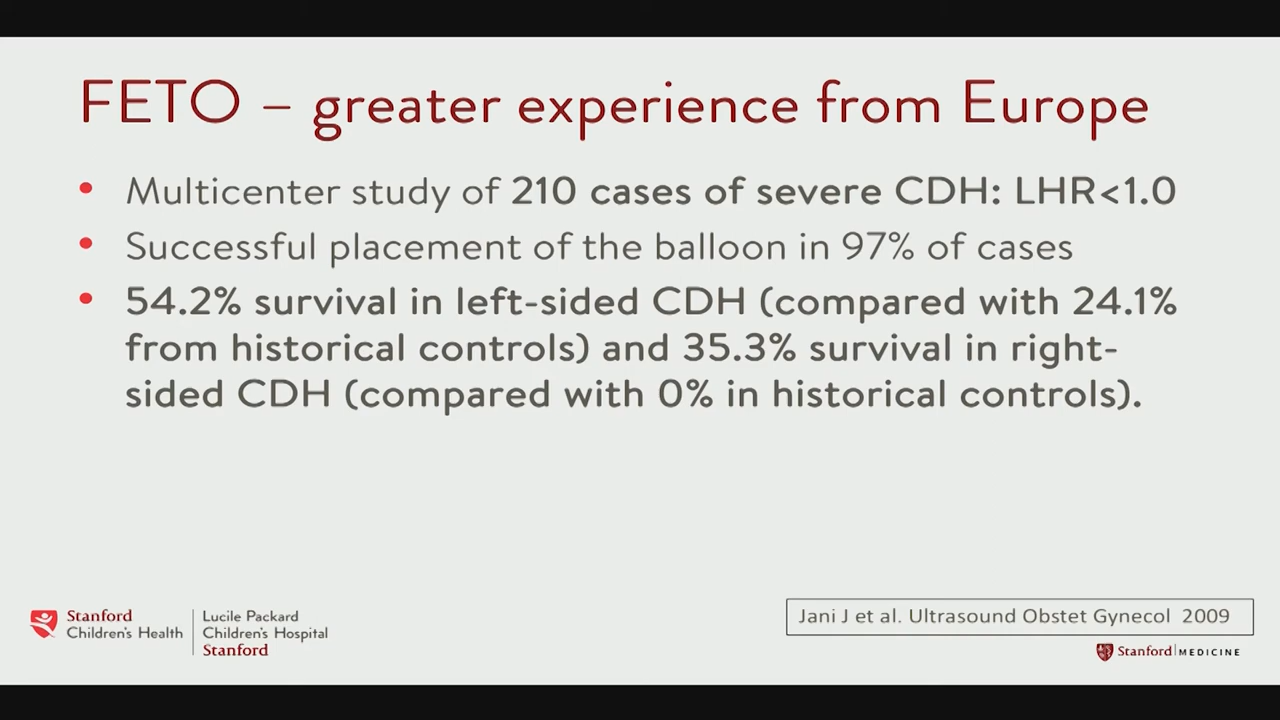 FETO – greater experience from Europe
• Multicenter study of 210 cases of severe CDH: LHR<1.0
• Successful placement of the balloon in 97% of cases
• 54.2% survival in left-sided CDH (compared with 24.1%
from historical controls) and 35.3% survival in right-
sided CDH (compared with 0% in historical controls).
Stanford
Children's Health
Lucile Packard
Children's Hospital
Stanford
Jani J et al. Ultrasound Obstet Gynecol 2009
Stanford MEDICINE